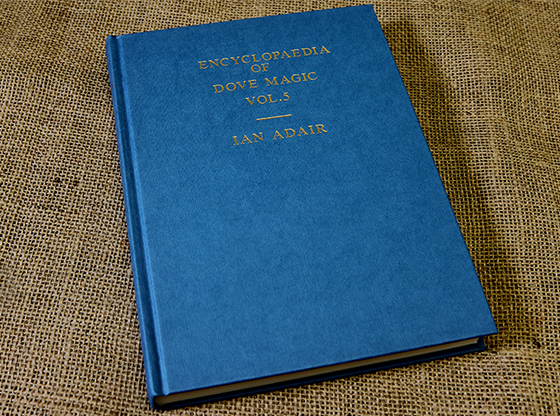 ENCYCLOPAEDIA
OF
DOVE MAGIC
VOL.5
IAN ADAIR